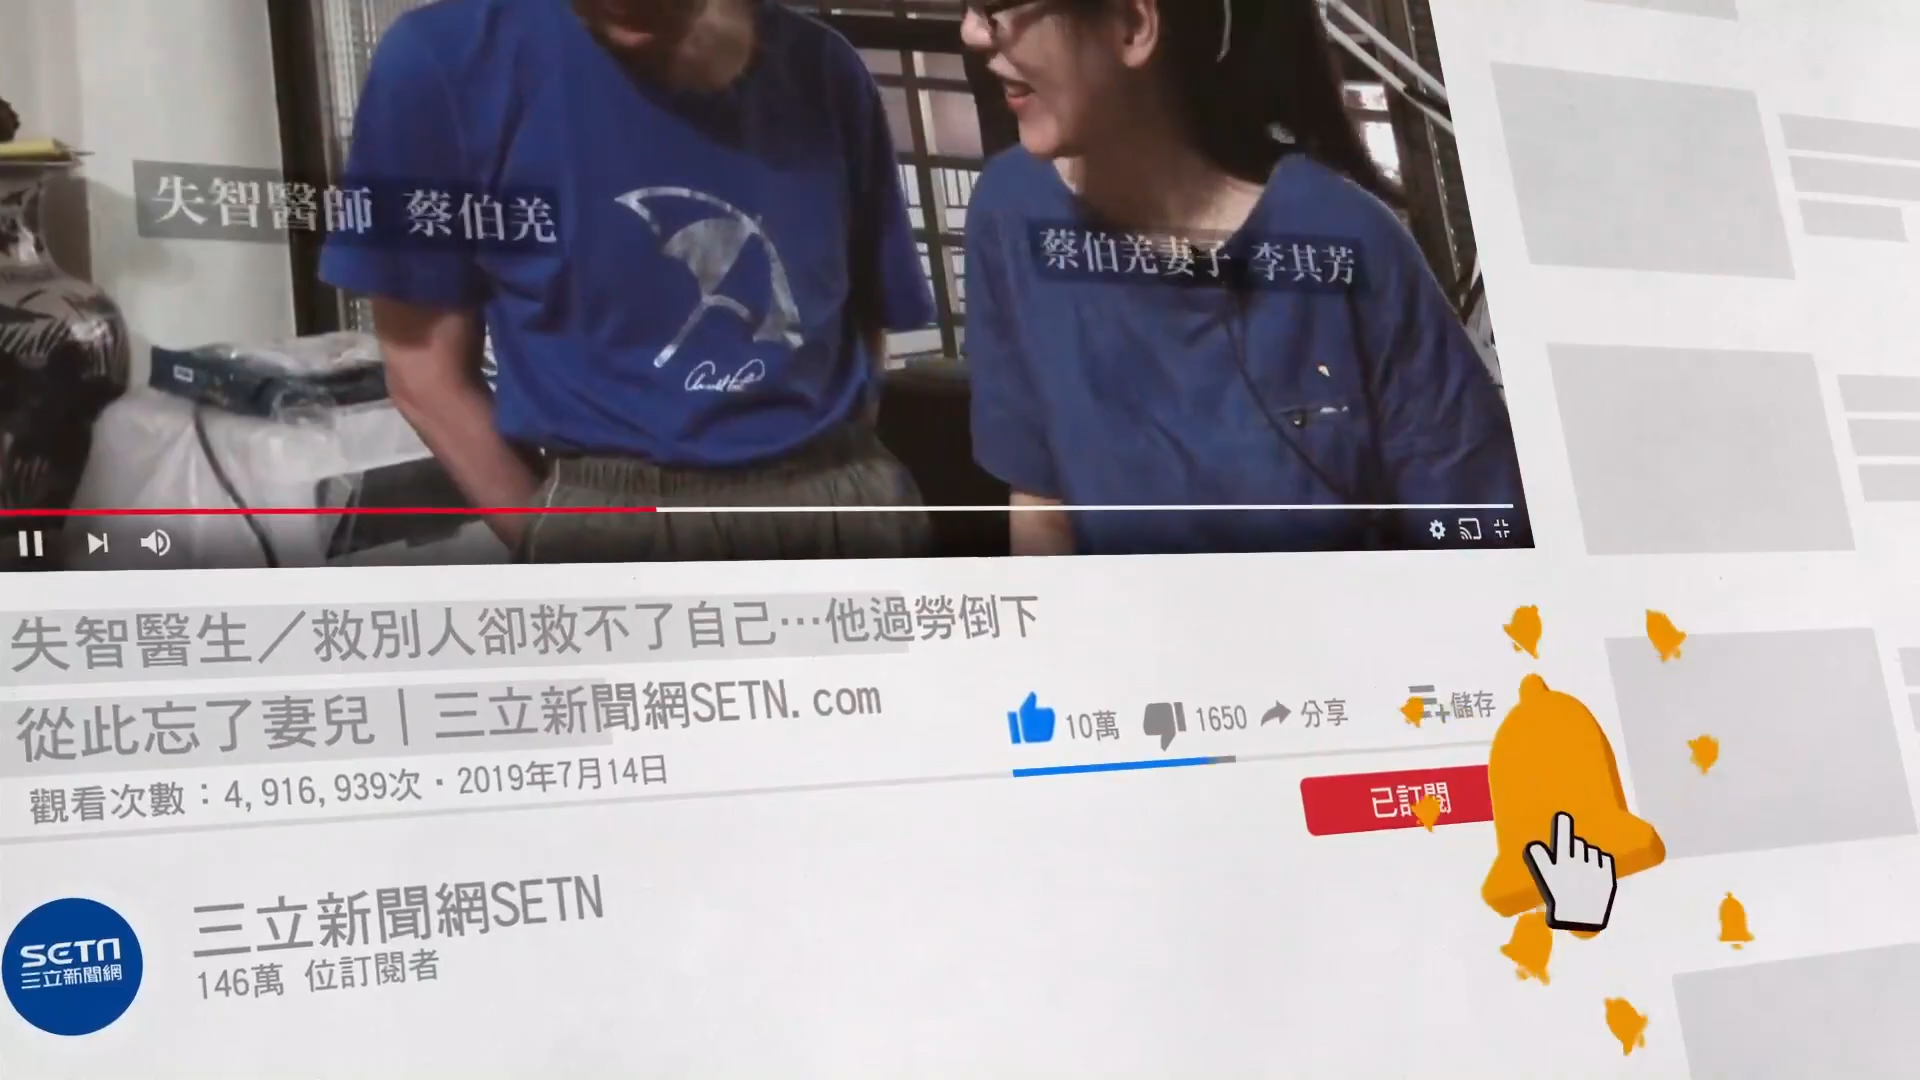 失智醫師 蔡伯羌
蔡伯羌妻子 李其芳
失智醫生／救別人卻救不了自己…他過勞倒下
從此忘了妻兒｜三立新聞網SETN.com
觀看次數：4,916,939次・2019年7月14日
10萬 1650 分享 儲存
已訂閱
三立新聞網SETN
146萬 位訂閱者
SETN
三立新聞網